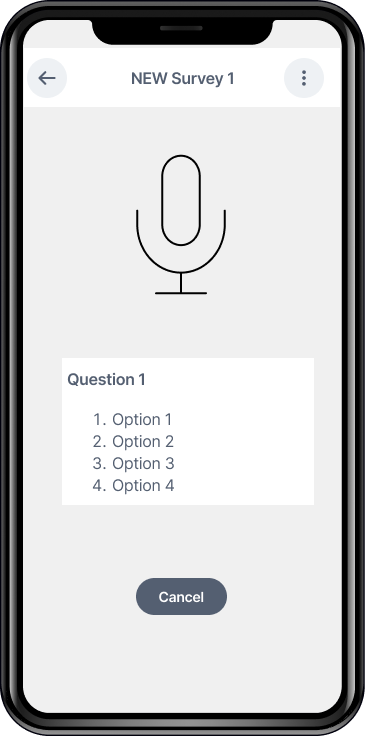 NEW Survey 1
Question 1
1. Option 1
2. Option 2
3. Option 3
4. Option 4
Cancel